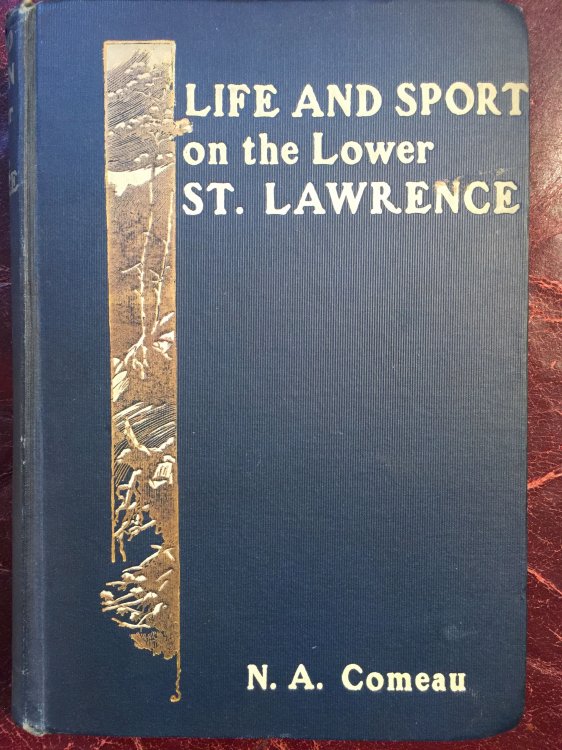 LIFE AND SPORT
on the Lower
ST. LAWRENCE
N. A. Comeau